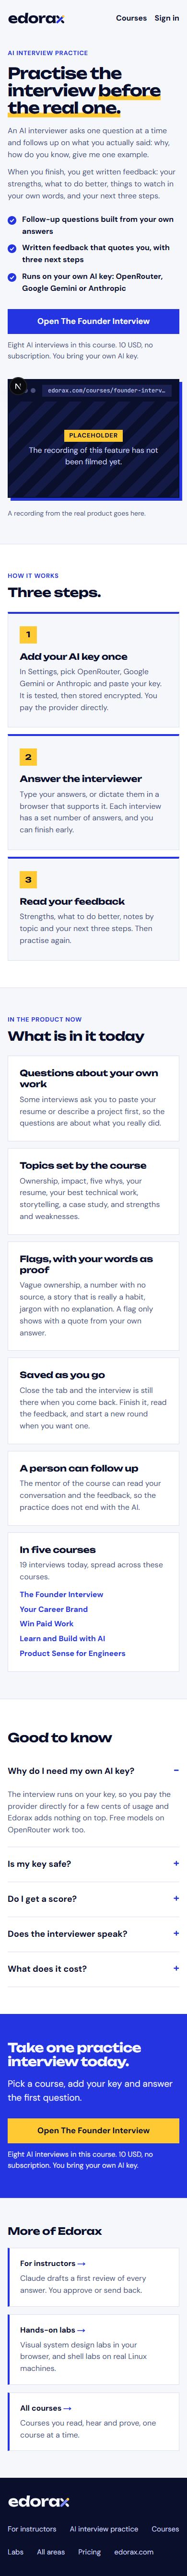 edorax
Courses Sign in
AI INTERVIEW PRACTICE
Practise the
interview before
the real one.
An AI interviewer asks one question at a time
and follows up on what you actually said: why,
how do you know, give me one example.
When you finish, you get written feedback: your
strengths, what to do better, things to watch in
your own words, and your next three steps.
Follow-up questions built from your own
answers
Written feedback that quotes you, with
three next steps
Runs on your own AI key: OpenRouter,
Google Gemini or Anthropic
Open The Founder Interview
Eight AI interviews in this course. 10 USD, no
subscription. You bring your own AI key.
N
edorax.com/courses/founder-interv…
PLACEHOLDER
The recording of this feature has not
been filmed yet.
A recording from the real product goes here.
HOW IT WORKS
Three steps.
1
Add your AI key once
In Settings, pick OpenRouter, Google
Gemini or Anthropic and paste your key.
It is tested, then stored encrypted. You
pay the provider directly.
2
Answer the interviewer
Type your answers, or dictate them in a
browser that supports it. Each interview
has a set number of answers, and you
can finish early.
3
Read your feedback
Strengths, what to do better, notes by
topic and your next three steps. Then
practise again.
IN THE PRODUCT NOW
What is in it today
Questions about your own
work
Some interviews ask you to paste your
resume or describe a project first, so the
questions are about what you really did.
Topics set by the course
Ownership, impact, five whys, your
resume, your best technical work,
storytelling, a case study, and strengths
and weaknesses.
Flags, with your words as
proof
Vague ownership, a number with no
source, a story that is really a habit,
jargon with no explanation. A flag only
shows with a quote from your own
answer.
Saved as you go
Close the tab and the interview is still
there when you come back. Finish it, read
the feedback, and start a new round
when you want one.
A person can follow up
The mentor of the course can read your
conversation and the feedback, so the
practice does not end with the AI.
In five courses
19 interviews today, spread across these
courses.
The Founder Interview
Your Career Brand
Win Paid Work
Learn and Build with AI
Product Sense for Engineers
Good to know
Why do I need my own AI key? −
The interview runs on your key, so you pay the
provider directly for a few cents of usage and
Edorax adds nothing on top. Free models on
OpenRouter work too.
Is my key safe? +
Do I get a score? +
Does the interviewer speak? +
What does it cost? +
Take one practice
interview today.
Pick a course, add your key and answer
the first question.
Open The Founder Interview
Eight AI interviews in this course. 10 USD, no
subscription. You bring your own AI key.
More of Edorax
For instructors →
Claude drafts a first review of every
answer. You approve or send back.
Hands-on labs →
Visual system design labs in your
browser, and shell labs on real Linux
machines.
All courses →
Courses you read, hear and prove, one
course at a time.
edorax
For instructors AI interview practice Courses
Labs All areas Pricing edorax.com